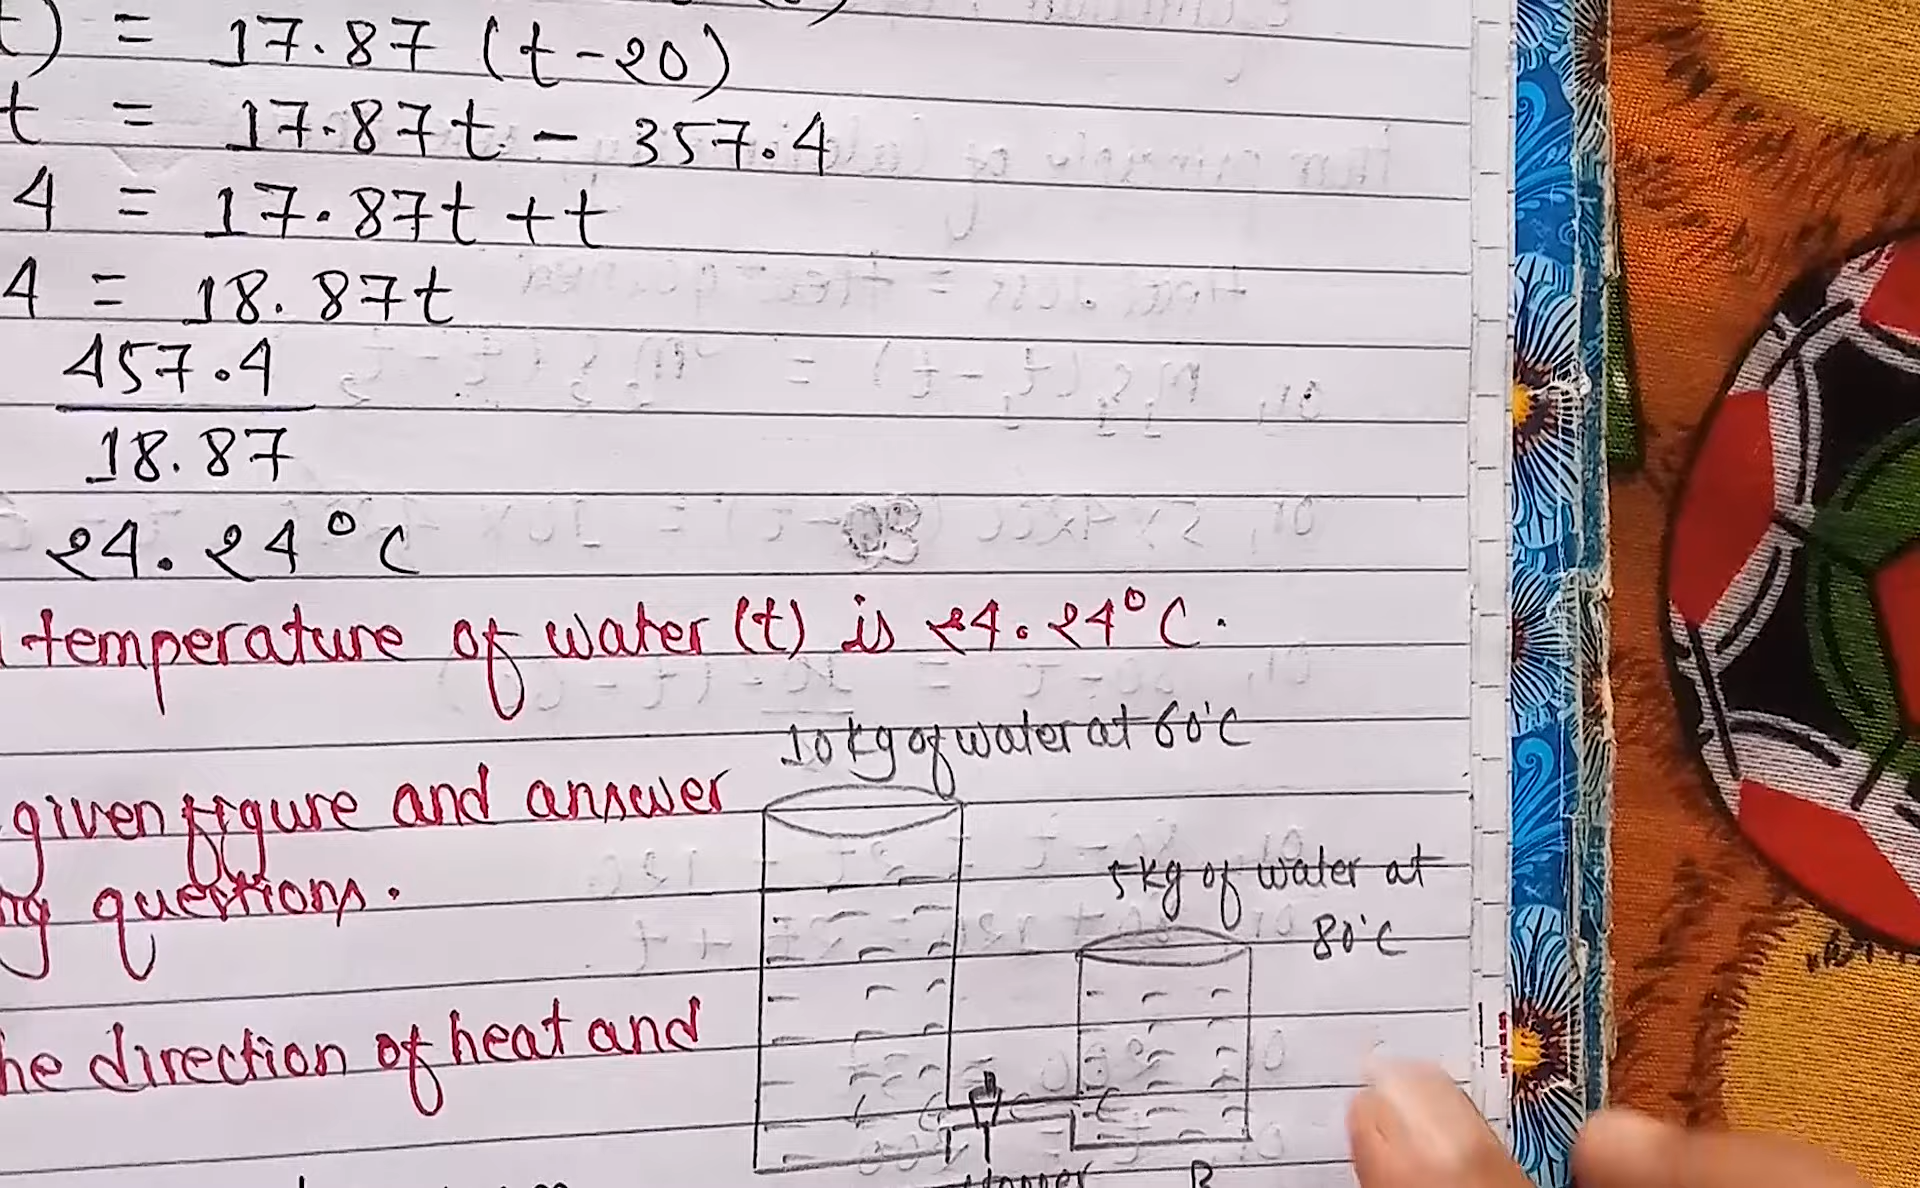 t) = 17.87 (t-20)
t = 17.87t - 357.4
4 = 17.87t + t
4 = 18.87t
457.4
18.87
24.24°C
temperature of water (t) is 24.24°C.
10 kg of water at 60°C
given figure and answer
5kg of water at
80°C
ng questions.
he direction of heat and
B